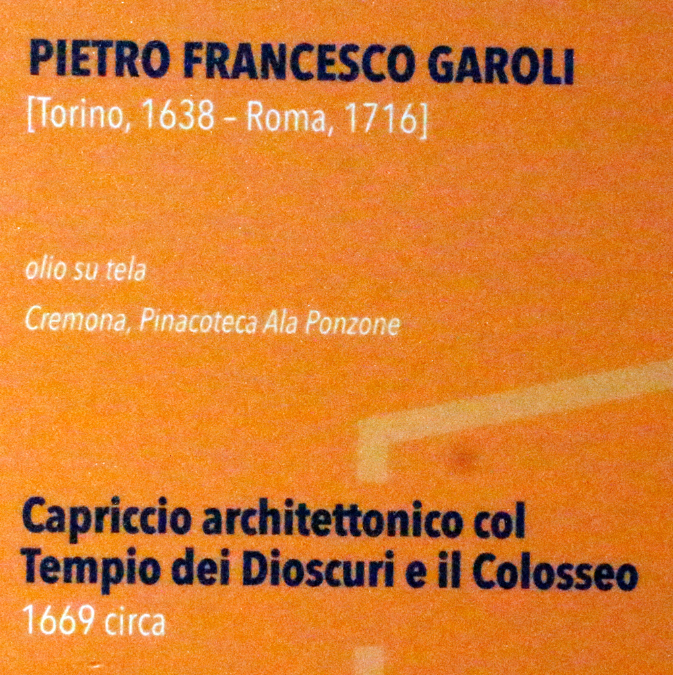 PIETRO FRANCESCO GAROLI
[Torino, 1638 – Roma, 1716]
olio su tela
Cremona, Pinacoteca Ala Ponzone
Capriccio architettonico col
Tempio dei Dioscuri e il Colosseo
1669 circa